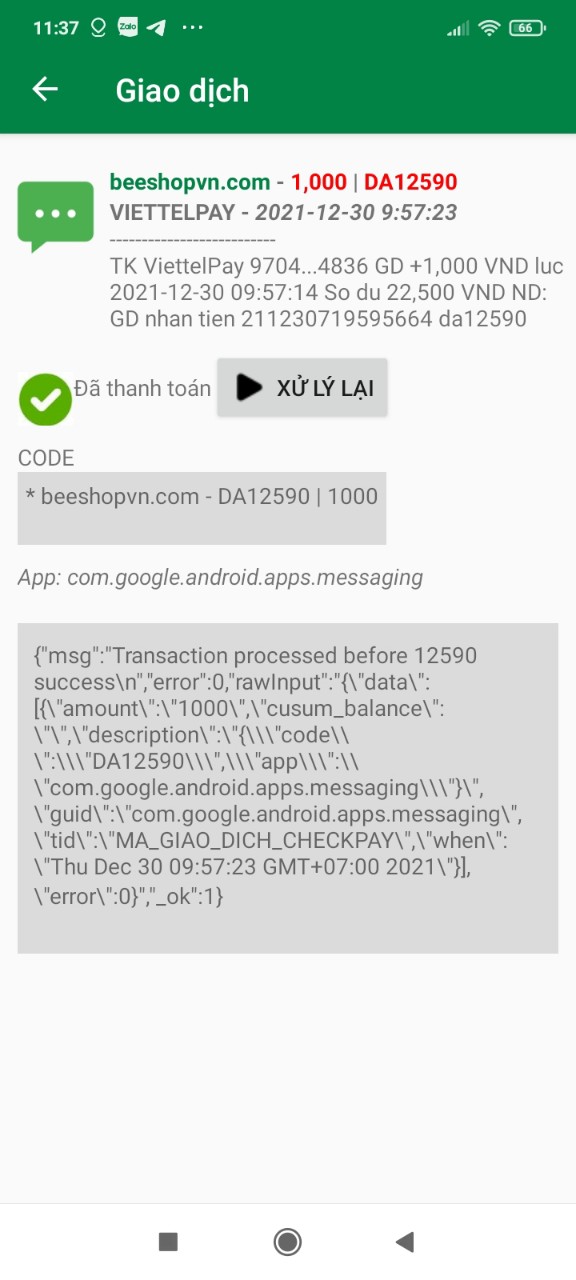 11:37 Zalo ... 66
Giao dịch
beeshopvn.com - 1,000 | DA12590
VIETTELPAY - 2021-12-30 9:57:23
--------------------------
TK ViettelPay 9704...4836 GD +1,000 VND luc
2021-12-30 09:57:14 So du 22,500 VND ND:
GD nhan tien 211230719595664 da12590
Đã thanh toán XỬ LÝ LẠI
CODE
* beeshopvn.com - DA12590 | 1000
App: com.google.android.apps.messaging
{"msg":"Transaction processed before 12590
success\n","error":0,"rawInput":"{\"data\":
[{\"amount\":\"1000\",\"cusum_balance\":
\"\",\"description\":\"{\\\"code\\
\":\\\"DA12590\\\",\\\"app\\\":\\
\"com.google.android.apps.messaging\\\"}\",
\"guid\":\"com.google.android.apps.messaging\",
\"tid\":\"MA_GIAO_DICH_CHECKPAY\",\"when\":
\"Thu Dec 30 09:57:23 GMT+07:00 2021\"}],
\"error\":0}","_ok":1}